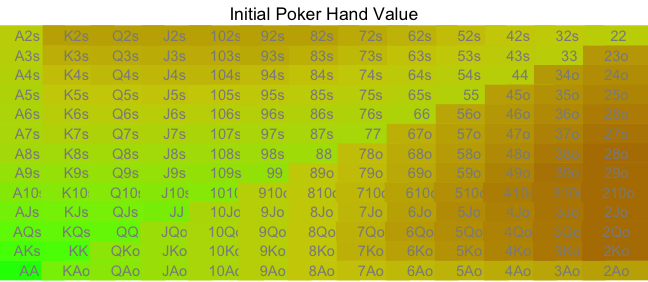 Initial Poker Hand Value
A2s K2s Q2s J2s 102s 92s 82s 72s 62s 52s 42s 32s 22
A3s K3s Q3s J3s 103s 93s 83s 73s 63s 53s 43s 33 23o
A4s K4s Q4s J4s 104s 94s 84s 74s 64s 54s 44 34o 24o
A5s K5s Q5s J5s 105s 95s 85s 75s 65s 55 45o 35o 25o
A6s K6s Q6s J6s 106s 96s 86s 76s 66 56o 46o 36o 26o
A7s K7s Q7s J7s 107s 97s 87s 77 67o 57o 47o 37o 27o
A8s K8s Q8s J8s 108s 98s 88 78o 68o 58o 48o 38o 28o
A9s K9s Q9s J9s 109s 99 89o 79o 69o 59o 49o 39o 29o
A10s K10s Q10s J10s 1010 910o 810o 710o 610o 510o 410o 310o 210o
AJs KJs QJs JJ 10Jo 9Jo 8Jo 7Jo 6Jo 5Jo 4Jo 3Jo 2Jo
AQs KQs QQ JQo 10Qo 9Qo 8Qo 7Qo 6Qo 5Qo 4Qo 3Qo 2Qo
AKs KK QKo JKo 10Ko 9Ko 8Ko 7Ko 6Ko 5Ko 4Ko 3Ko 2Ko
AA KAo QAo JAo 10Ao 9Ao 8Ao 7Ao 6Ao 5Ao 4Ao 3Ao 2Ao